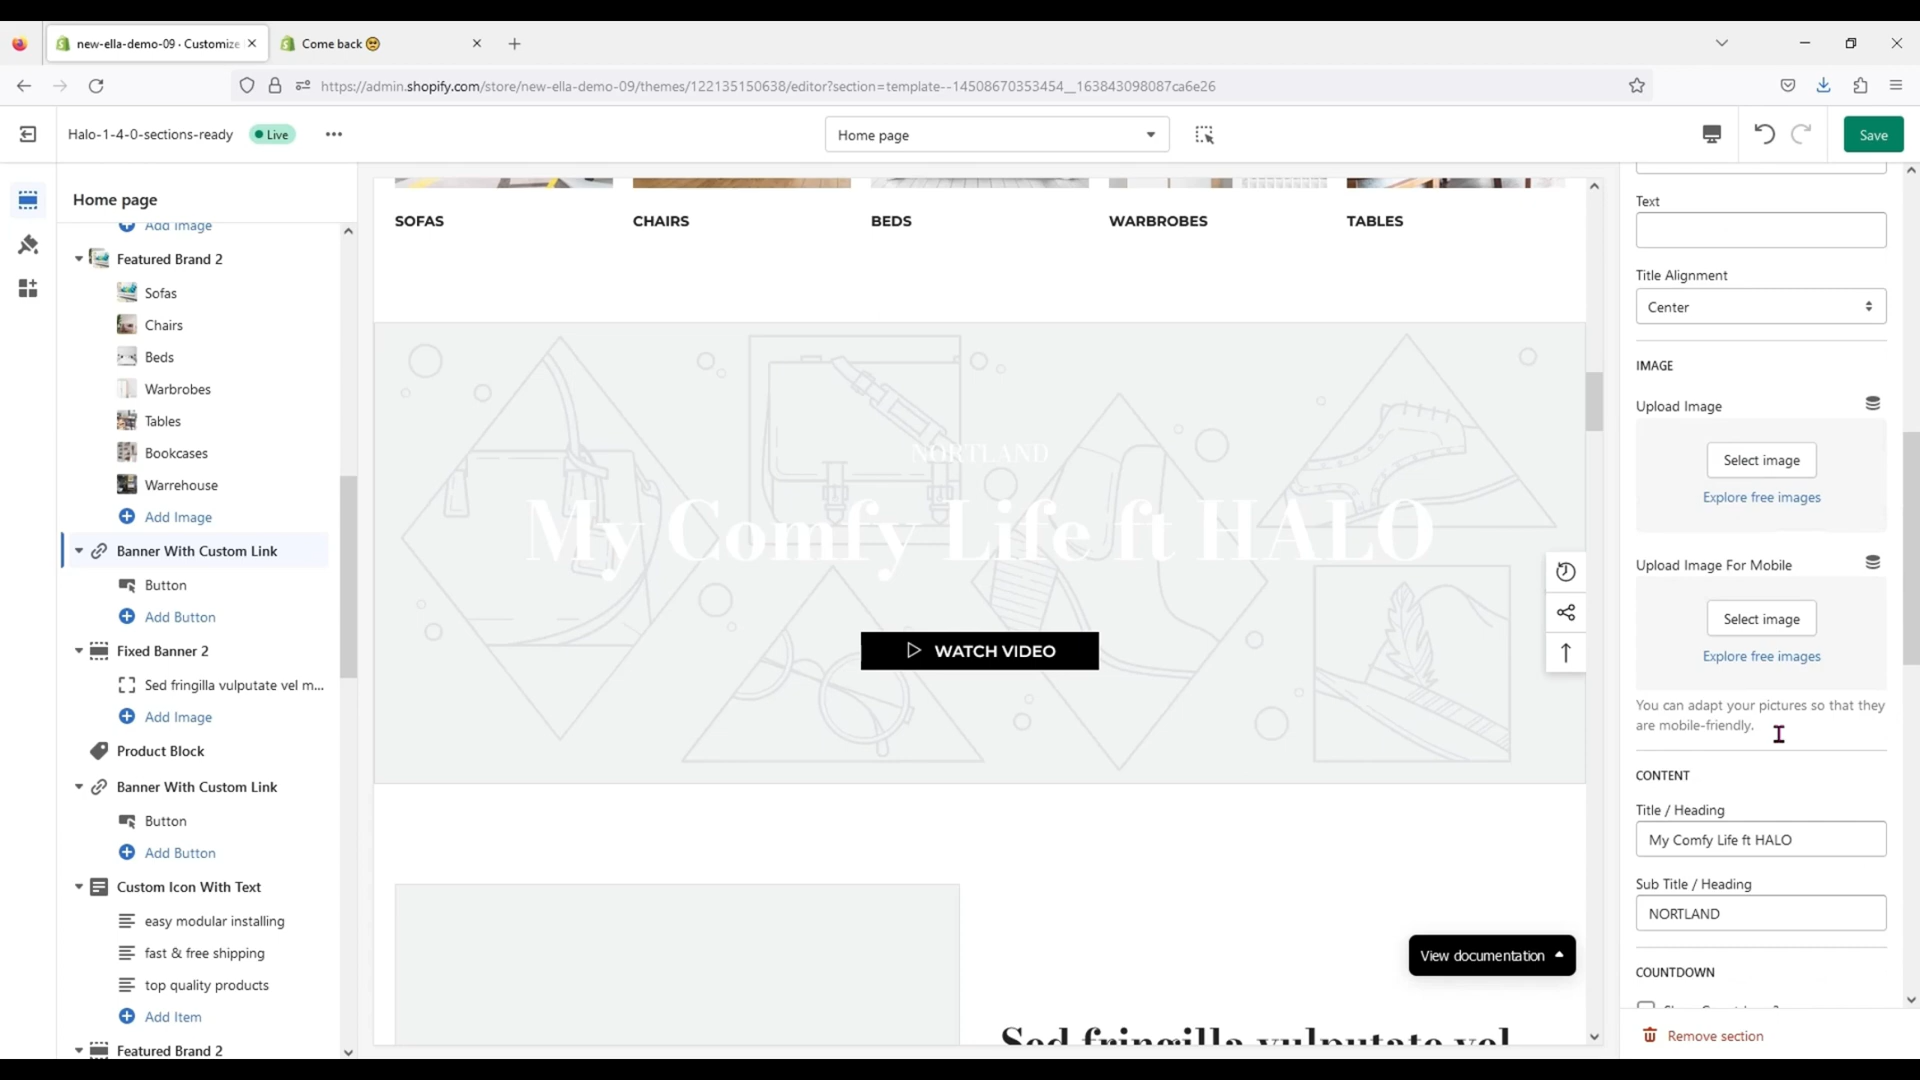 new-ella-demo-09 · Customize
Come back 🥺
https://admin.shopify.com/store/new-ella-demo-09/themes/122135150638/editor?section=template--14508670353454__163843098087ca6e26
Halo-1-4-0-sections-ready
Live
Home page
Save
Home page
Add Image
Featured Brand 2
Sofas
Chairs
Beds
Warbrobes
Tables
Bookcases
Warrehouse
Add Image
Banner With Custom Link
Button
Add Button
Fixed Banner 2
Sed fringilla vulputate vel m...
Add Image
Product Block
Banner With Custom Link
Button
Add Button
Custom Icon With Text
easy modular installing
fast & free shipping
top quality products
Add Item
Featured Brand 2
SOFAS
CHAIRS
BEDS
WARBROBES
TABLES
NORTLAND
My Comfy Life ft HALO
WATCH VIDEO
View documentation
Sed fringilla vulputate vel
Text
Title Alignment
Center
IMAGE
Upload Image
Select image
Explore free images
Upload Image For Mobile
Select image
Explore free images
You can adapt your pictures so that they
are mobile-friendly.
CONTENT
Title / Heading
My Comfy Life ft HALO
Sub Title / Heading
NORTLAND
COUNTDOWN
Remove section